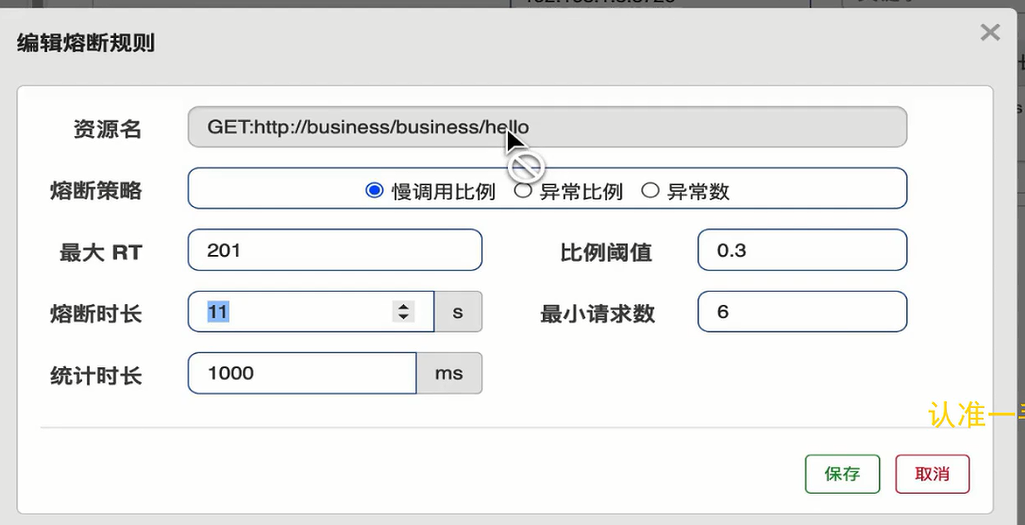 编辑熔断规则
资源名 GET:http://business/business/hello
熔断策略 慢调用比例 异常比例 异常数
最大 RT 201 比例阈值 0.3
熔断时长 11 s 最小请求数 6
统计时长 1000 ms
认准一
保存 取消